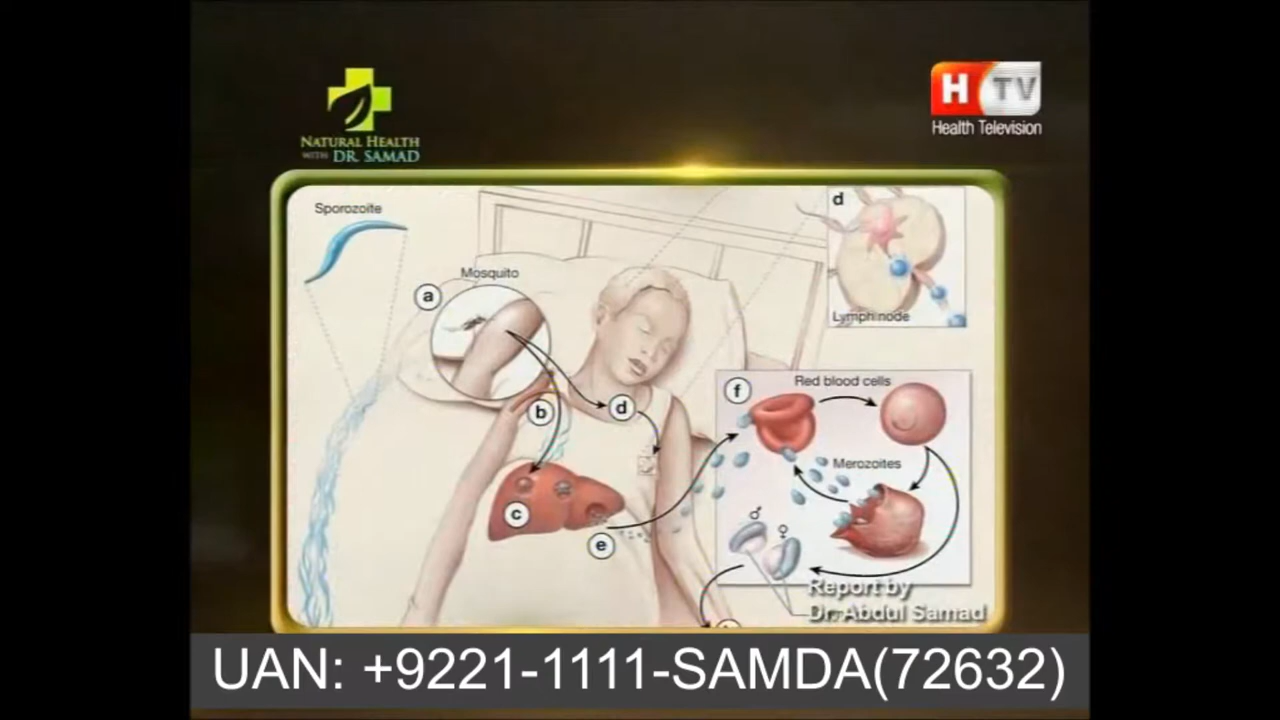 NATURAL HEALTH
WITH DR. SAMAD
H TV
Health Television
Sporozoite
Mosquito
a
b
c
d
e
d
Lymph node
f
Red blood cells
Merozoites
♂
♀
Report by
Dr. Abdul Samad
UAN: +9221-1111-SAMDA(72632)